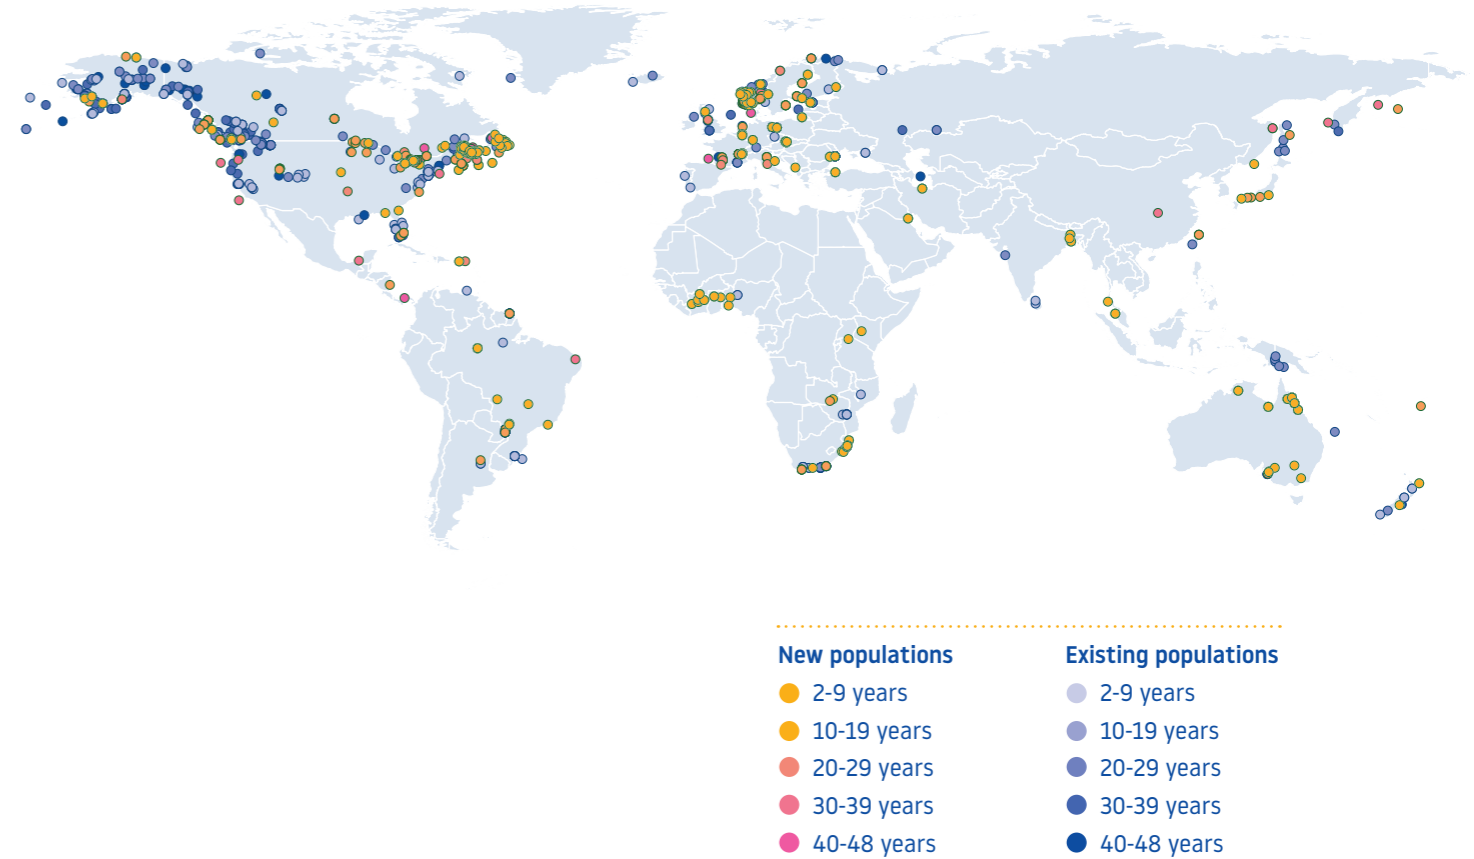 New populations
2-9 years
10-19 years
20-29 years
30-39 years
40-48 years
Existing populations
2-9 years
10-19 years
20-29 years
30-39 years
40-48 years